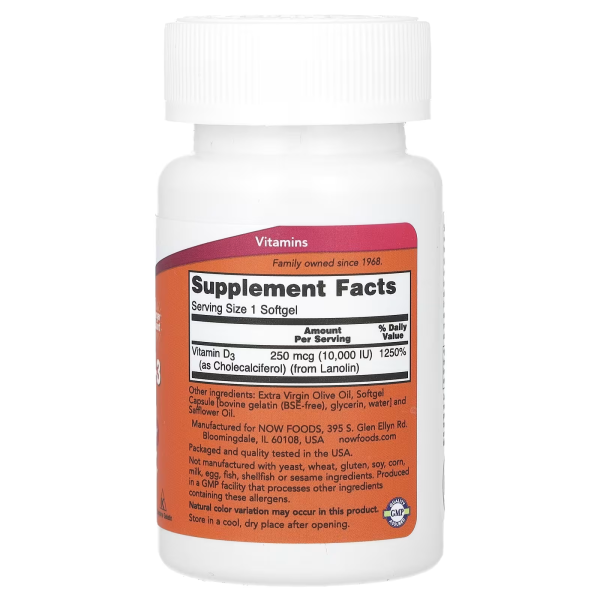 Vitamins
Family owned since 1968.
Supplement Facts
Serving Size 1 Softgel
Amount Per Serving % Daily Value
Vitamin D3 250 mcg (10,000 IU) 1250%
(as Cholecalciferol) (from Lanolin)
Other ingredients: Extra Virgin Olive Oil, Softgel
Capsule [bovine gelatin (BSE-free), glycerin, water] and
Safflower Oil.
Manufactured for NOW FOODS, 395 S. Glen Ellyn Rd.
Bloomingdale, IL 60108, USA nowfoods.com
Packaged and quality tested in the USA.
Not manufactured with yeast, wheat, gluten, soy, corn,
milk, egg, fish, shellfish or sesame ingredients. Produced
in a GMP facility that processes other ingredients
containing these allergens.
Natural color variation may occur in this product.
Store in a cool, dry place after opening.
QUALITY
GMP
3